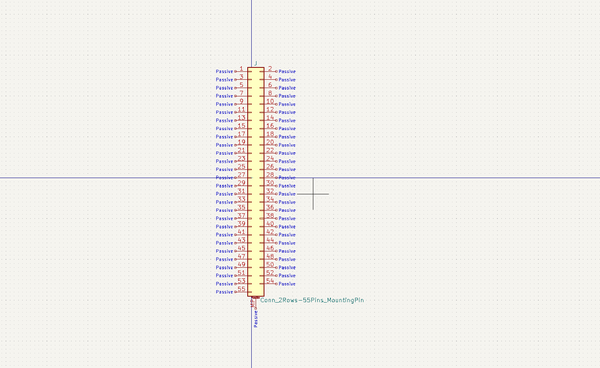 J
Passive 1 2 Passive
Passive 3 4 Passive
Passive 5 6 Passive
Passive 7 8 Passive
Passive 9 10 Passive
Passive 11 12 Passive
Passive 13 14 Passive
Passive 15 16 Passive
Passive 17 18 Passive
Passive 19 20 Passive
Passive 21 22 Passive
Passive 23 24 Passive
Passive 25 26 Passive
Passive 27 28 Passive
Passive 29 30 Passive
Passive 31 32 Passive
Passive 33 34 Passive
Passive 35 36 Passive
Passive 37 38 Passive
Passive 39 40 Passive
Passive 41 42 Passive
Passive 43 44 Passive
Passive 45 46 Passive
Passive 47 48 Passive
Passive 49 50 Passive
Passive 51 52 Passive
Passive 53 54 Passive
Passive 55
Conn_2Rows-55Pins_MountingPin
Passive